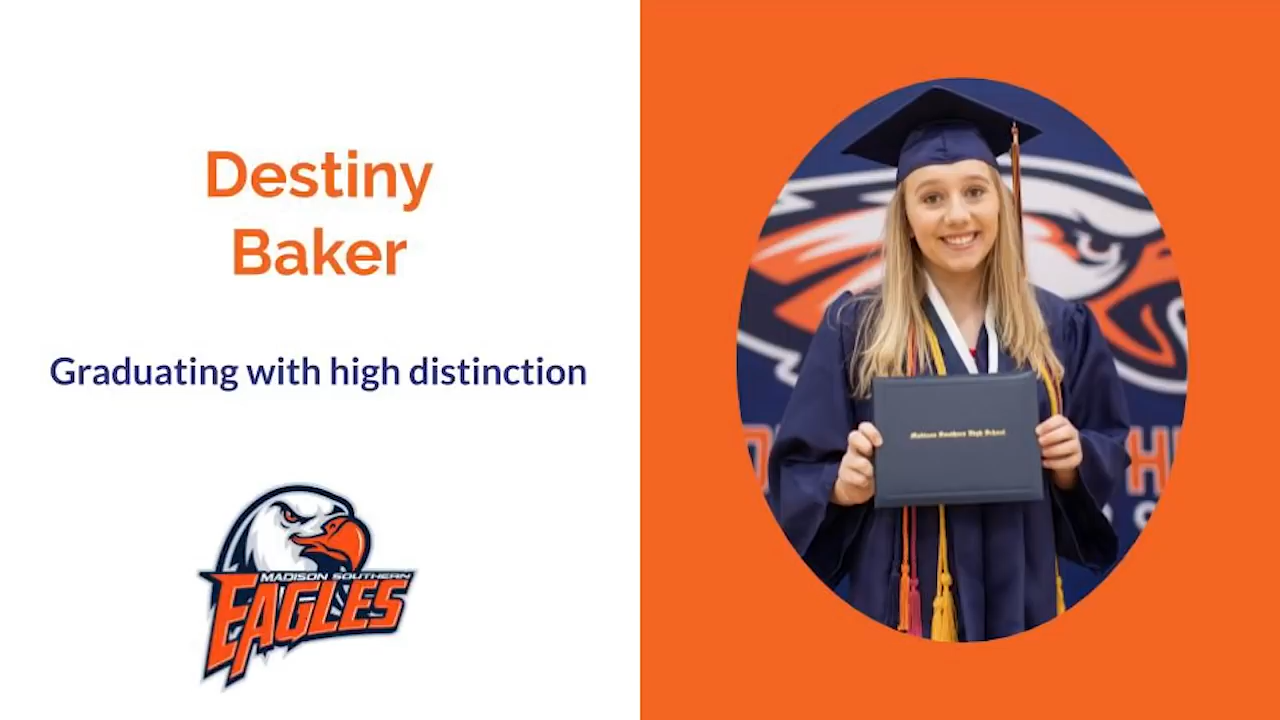 Destiny
Baker
Graduating with high distinction
MADISON SOUTHERN
EAGLES
Madison Southern High School